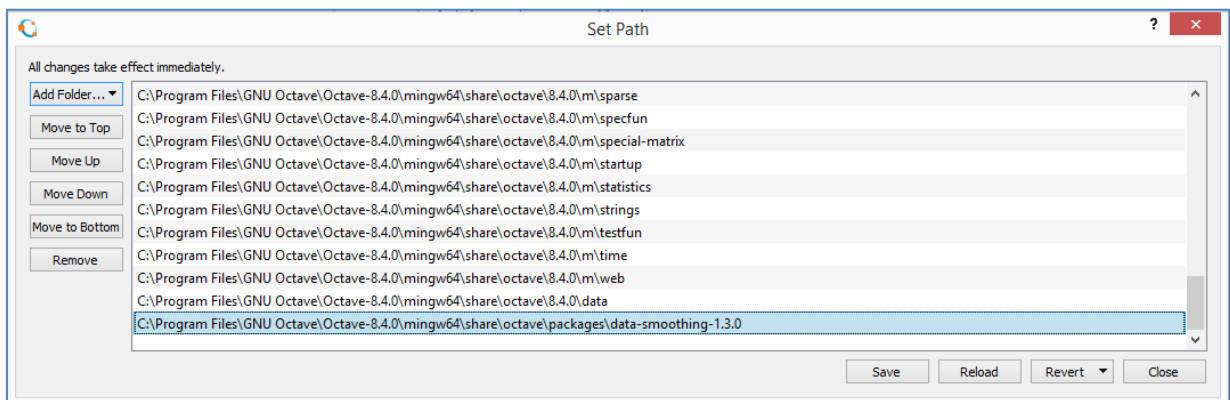 Set Path
?
×
All changes take effect immediately.
Add Folder...
Move to Top
Move Up
Move Down
Move to Bottom
Remove
C:\Program Files\GNU Octave\Octave-8.4.0\mingw64\share\octave\8.4.0\m\sparse
C:\Program Files\GNU Octave\Octave-8.4.0\mingw64\share\octave\8.4.0\m\specfun
C:\Program Files\GNU Octave\Octave-8.4.0\mingw64\share\octave\8.4.0\m\special-matrix
C:\Program Files\GNU Octave\Octave-8.4.0\mingw64\share\octave\8.4.0\m\startup
C:\Program Files\GNU Octave\Octave-8.4.0\mingw64\share\octave\8.4.0\m\statistics
C:\Program Files\GNU Octave\Octave-8.4.0\mingw64\share\octave\8.4.0\m\strings
C:\Program Files\GNU Octave\Octave-8.4.0\mingw64\share\octave\8.4.0\m\testfun
C:\Program Files\GNU Octave\Octave-8.4.0\mingw64\share\octave\8.4.0\m\time
C:\Program Files\GNU Octave\Octave-8.4.0\mingw64\share\octave\8.4.0\m\web
C:\Program Files\GNU Octave\Octave-8.4.0\mingw64\share\octave\8.4.0\data
C:\Program Files\GNU Octave\Octave-8.4.0\mingw64\share\octave\packages\data-smoothing-1.3.0
Save
Reload
Revert
Close